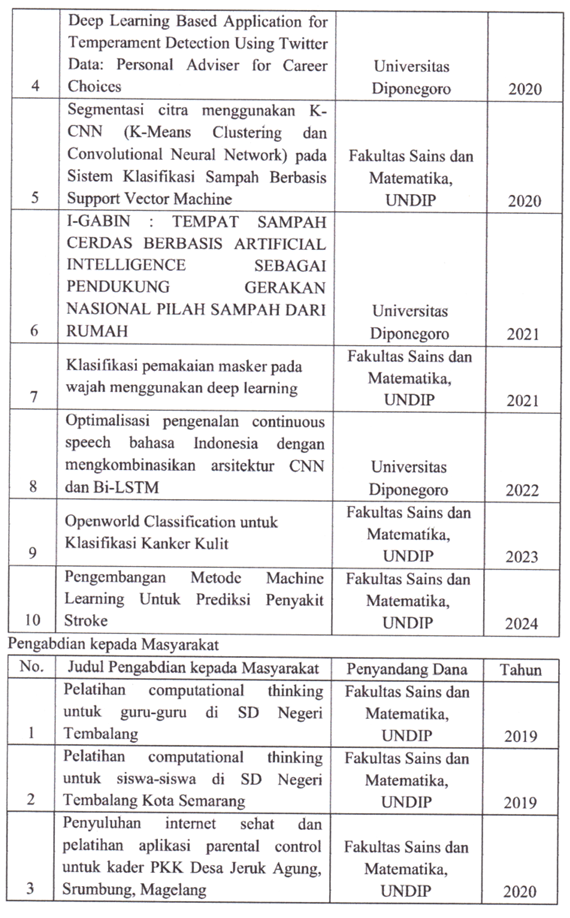 Deep Learning Based Application for
Temperament Detection Using Twitter
Data: Personal Adviser for Career Universitas
4 Choices Diponegoro 2020
Segmentasi citra menggunakan K-
CNN (K-Means Clustering dan
Convolutional Neural Network) pada Fakultas Sains dan
Sistem Klasifikasi Sampah Berbasis Matematika,
5 Support Vector Machine UNDIP 2020
I-GABIN : TEMPAT SAMPAH
CERDAS BERBASIS ARTIFICIAL
INTELLIGENCE SEBAGAI
PENDUKUNG GERAKAN
NASIONAL PILAH SAMPAH DARI Universitas
6 RUMAH Diponegoro 2021
Fakultas Sains dan
Klasifikasi pemakaian masker pada Matematika,
7 wajah menggunakan deep learning UNDIP 2021
Optimalisasi pengenalan continuous
speech bahasa Indonesia dengan
mengkombinasikan arsitektur CNN Universitas
8 dan Bi-LSTM Diponegoro 2022
Fakultas Sains dan
Openworld Classification untuk Matematika,
9 Klasifikasi Kanker Kulit UNDIP 2023
Pengembangan Metode Machine Fakultas Sains dan
Learning Untuk Prediksi Penyakit Matematika,
10 Stroke UNDIP 2024
Pengabdian kepada Masyarakat
No. Judul Pengabdian kepada Masyarakat Penyandang Dana Tahun
Pelatihan computational thinking Fakultas Sains dan
untuk guru-guru di SD Negeri Matematika,
1 Tembalang UNDIP 2019
Pelatihan computational thinking Fakultas Sains dan
untuk siswa-siswa di SD Negeri Matematika,
2 Tembalang Kota Semarang UNDIP 2019
Penyuluhan internet sehat dan
pelatihan aplikasi parental control Fakultas Sains dan
untuk kader PKK Desa Jeruk Agung, Matematika,
3 Srumbung, Magelang UNDIP 2020